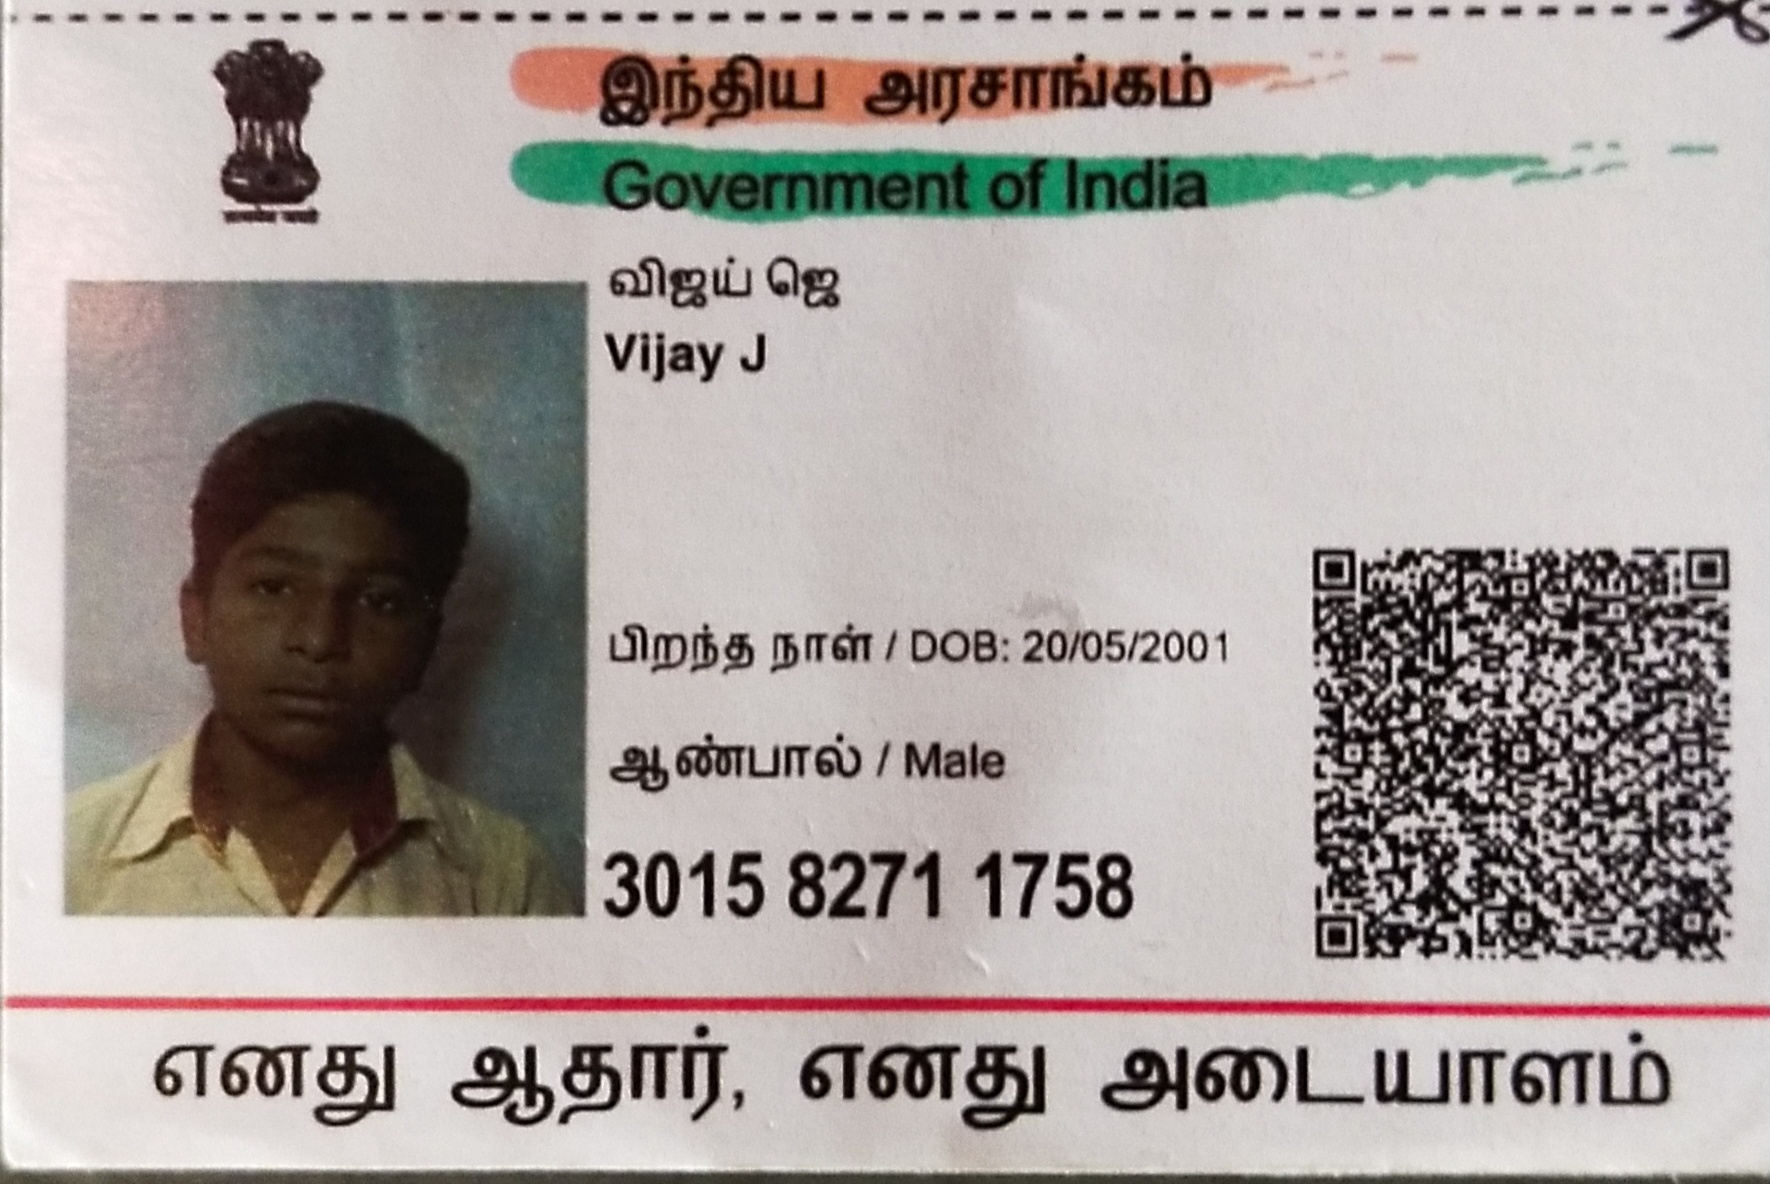 இந்திய அரசாங்கம்
Government of India
விஜய் ஜெ
Vijay J
பிறந்த நாள் / DOB: 20/05/2001
ஆண்பால் / Male
3015 8271 1758
எனது ஆதார், எனது அடையாளம்